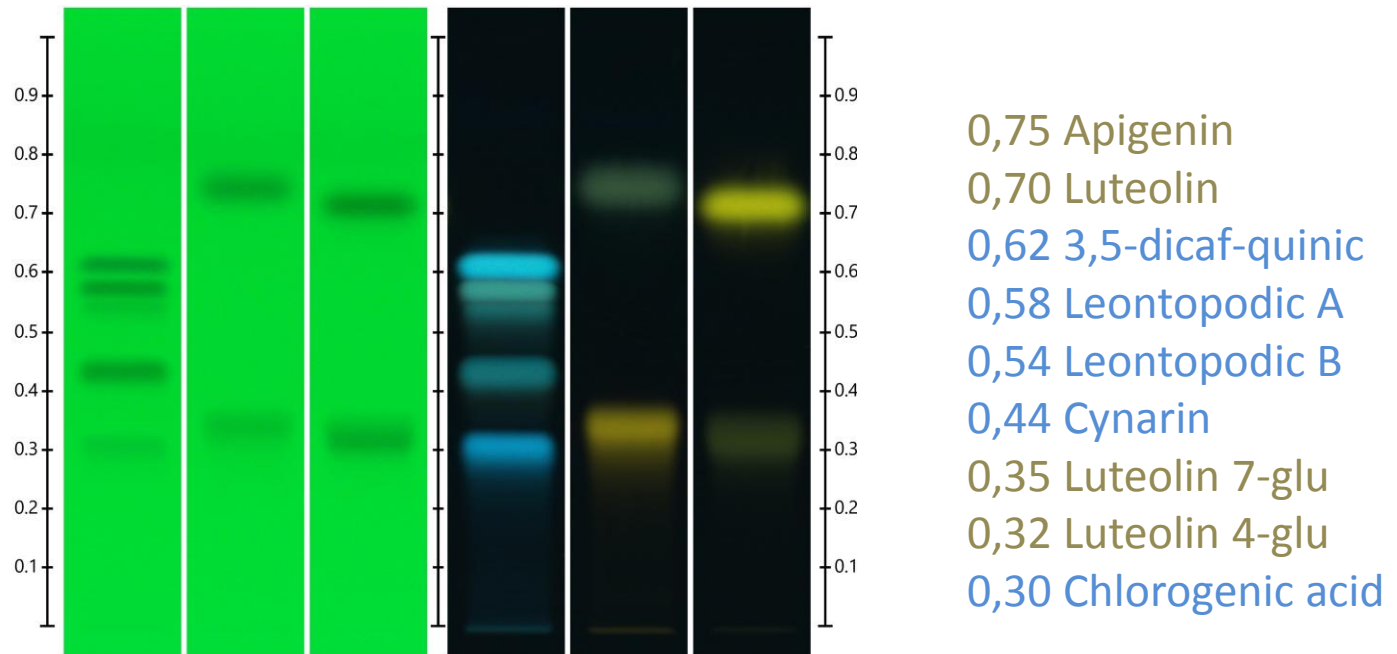 0.9
0.8
0.7
0.6
0.5
0.4
0.3
0.2
0.1
0.9
0.8
0.7
0.6
0.5
0.4
0.3
0.2
0.1
0,75 Apigenin
0,70 Luteolin
0,62 3,5-dicaf-quinic
0,58 Leontopodic A
0,54 Leontopodic B
0,44 Cynarin
0,35 Luteolin 7-glu
0,32 Luteolin 4-glu
0,30 Chlorogenic acid